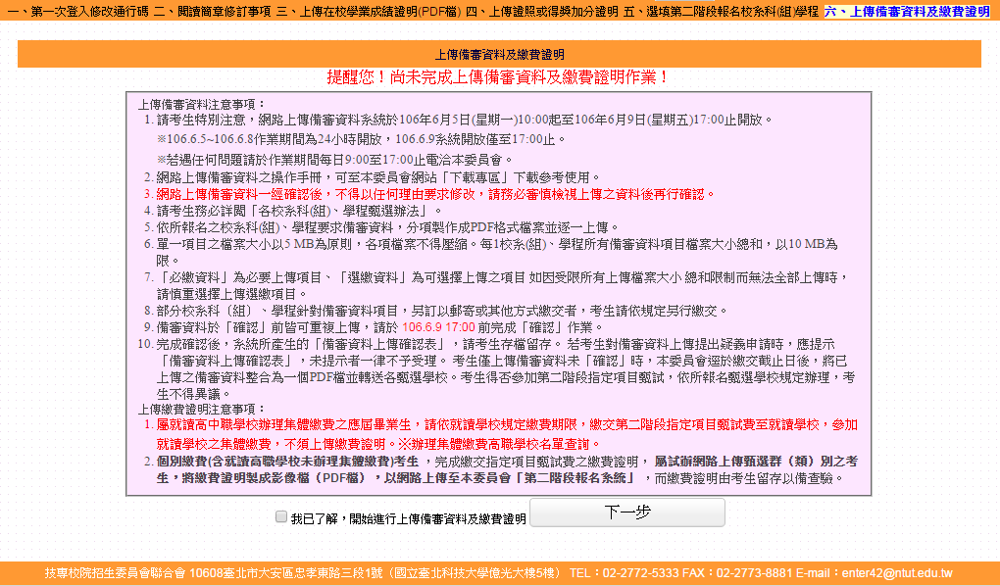 一、第一次登入修改通行碼 二、閱讀簡章修訂事項 三、上傳在校學業成績證明(PDF檔) 四、上傳證照或得獎加分證明 五、選填第二階段報名校系科(組)學程 六、上傳備審資料及繳費證明
上傳備審資料及繳費證明
提醒您！尚未完成上傳備審資料及繳費證明作業！
上傳備審資料注意事項：
1. 請考生特別注意，網路上傳備審資料系統於106年6月5日(星期一)10:00起至106年6月9日(星期五)17:00止開放。
※106.6.5~106.6.8作業期間為24小時開放，106.6.9系統開放僅至17:00止。
※若遇任何問題請於作業期間每日9:00至17:00止電洽本委員會。
2. 網路上傳備審資料之操作手冊，可至本委員會網站「下載專區」下載參考使用。
3. 網路上傳備審資料一經確認後，不得以任何理由要求修改，請務必審慎檢視上傳之資料後再行確認。
4. 請考生務必詳閱「各校系科(組)、學程甄選辦法」。
5. 依所報名之校系科(組)、學程要求備審資料，分項製作成PDF格式檔案並逐一上傳。
6. 單一項目之檔案大小以5 MB為原則，各項檔案不得壓縮。每1校系(組)、學程所有備審資料項目檔案大小總和，以10 MB為
限。
7. 「必繳資料」為必要上傳項目、「選繳資料」為可選擇上傳之項目 如因受限所有上傳檔案大小 總和限制而無法全部上傳時，
請慎重選擇上傳選繳項目。
8. 部分校系科〔組〕、學程針對備審資料項目，另訂以郵寄或其他方式繳交者，考生請依規定另行繳交。
9. 備審資料於「確認」前皆可重複上傳，請於 106.6.9 17:00 前完成「確認」作業。
10. 完成確認後，系統所產生的「備審資料上傳確認表」，請考生存檔留存。 若考生對備審資料上傳提出疑義申請時，應提示
「備審資料上傳確認表」，未提示者一律不予受理。 考生僅上傳備審資料未「確認」時，本委員會逕於繳交截止日後，將已
上傳之備審資料整合為一個PDF檔並轉送各甄選學校。考生得否參加第二階段指定項目甄試，依所報名甄選學校規定辦理，考
生不得異議。
上傳繳費證明注意事項：
1. 屬就讀高中職學校辦理集體繳費之應屆畢業生，請依就讀學校規定繳費期限，繳交第二階段指定項目甄試費至就讀學校，參加
就讀學校之集體繳費，不須上傳繳費證明。※辦理集體繳費高職學校名單查詢。
2. 個別繳費(含就讀高職學校未辦理集體繳費)考生 ，完成繳交指定項目甄試費之繳費證明， 屬試辦網路上傳甄選群（類）別之考
生，將繳費證明製成影像檔（PDF檔），以網路上傳至本委員會「第二階段報名系統」 ，而繳費證明由考生留存以備查驗。
我已了解，開始進行上傳備審資料及繳費證明 下一步
技專校院招生委員會聯合會 10608臺北市大安區忠孝東路三段1號（國立臺北科技大學億光大樓5樓） TEL：02-2772-5333 FAX：02-2773-8881 E-mail：enter42@ntut.edu.tw